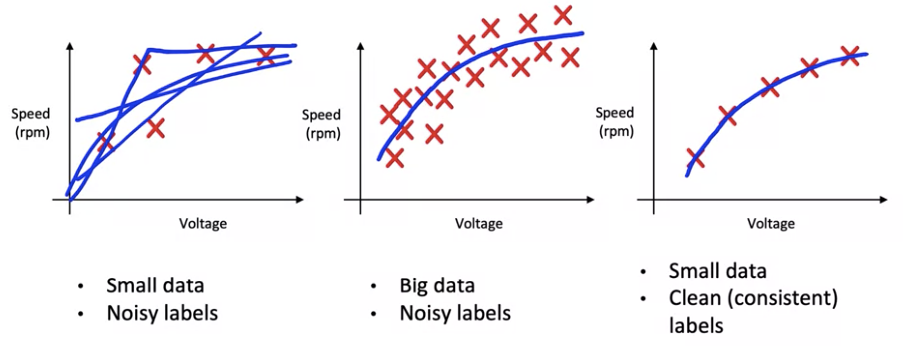 Speed
(rpm)
Voltage
• Small data
• Noisy labels
Speed
(rpm)
Voltage
• Big data
• Noisy labels
Speed
(rpm)
Voltage
• Small data
• Clean (consistent)
labels